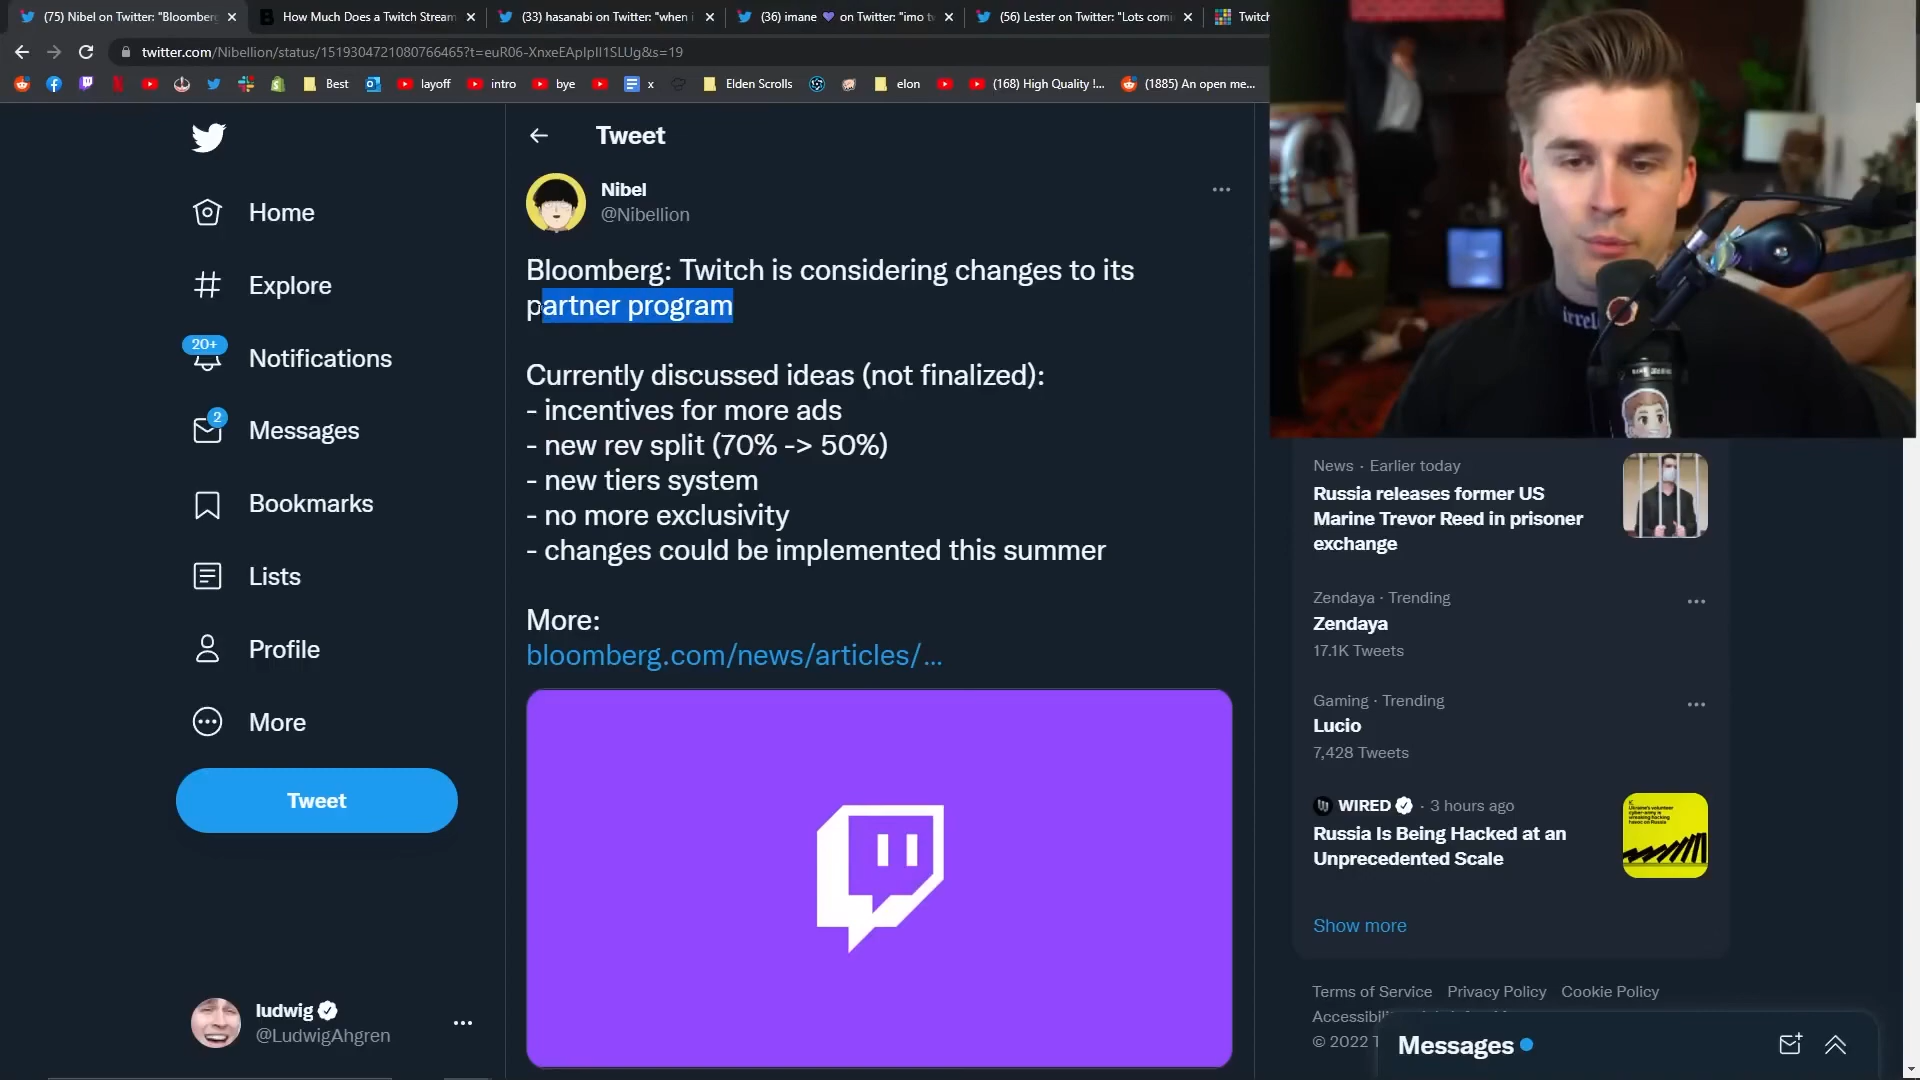 (75) Nibel on Twitter: "Bloomberg
How Much Does a Twitch Stream
(33) hasanabi on Twitter: "when i
(36) imane 💜 on Twitter: "imo tw
(56) Lester on Twitter: "Lots comi
Twitch
twitter.com/Nibellion/status/1519304721080766465?t=euR06-XnxeEApIpIl1SLUg&s=19
Best
layoff
intro
bye
x
Elden Scrolls
elon
(168) High Quality !...
(1885) An open me...
Home
Explore
20+
Notifications
2
Messages
Bookmarks
Lists
Profile
More
Tweet
ludwig
@LudwigAhgren
Tweet
Nibel
@Nibellion
Bloomberg: Twitch is considering changes to its
partner program
Currently discussed ideas (not finalized):
- incentives for more ads
- new rev split (70% -> 50%)
- new tiers system
- no more exclusivity
- changes could be implemented this summer
More:
bloomberg.com/news/articles/...
News · Earlier today
Russia releases former US
Marine Trevor Reed in prisoner
exchange
Zendaya · Trending
Zendaya
17.1K Tweets
Gaming · Trending
Lucio
7,428 Tweets
WIRED · 3 hours ago
Russia Is Being Hacked at an
Unprecedented Scale
Show more
Terms of Service Privacy Policy Cookie Policy
© 2022
Messages